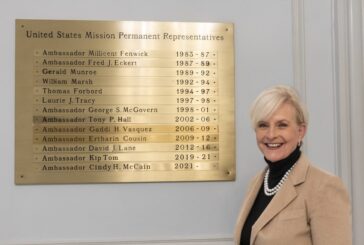 United States Mission Permanent Representatives
Ambassador Millicent Fenwick 1983 - 87
Ambassador Fred J. Eckert 1987 - 89
Gerald Munroe 1989 - 92
William Marsh 1992 - 94
Thomas Forbord 1994 - 97
Laurie J. Tracy 1997 - 98
Ambassador George S. McGovern 1998 - 01
Ambassador Tony P. Hall 2002 - 06
Ambassador Gaddi H. Vasquez 2006 - 09
Ambassador Ertharin Cousin 2009 - 12
Ambassador David J. Lane 2012 - 16
Ambassador Kip Tom 2019 - 21
Ambassador Cindy H. McCain 2021 -